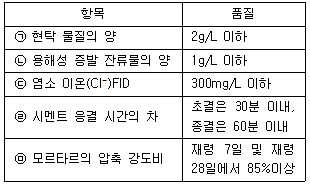 항목 품질
㉠ 현탁 물질의 양 2g/L 이하
㉡ 용해성 증발 잔류물의 양 1g/L 이하
㉢ 염소 이온(Cl⁻)FID 300mg/L 이하
㉣ 시멘트 응결 시간의 차 초결은 30분 이내,
종결은 60분 이내
㉤ 모르타르의 압축 강도비 재령 7일 및 재령
28일에서 85%이상